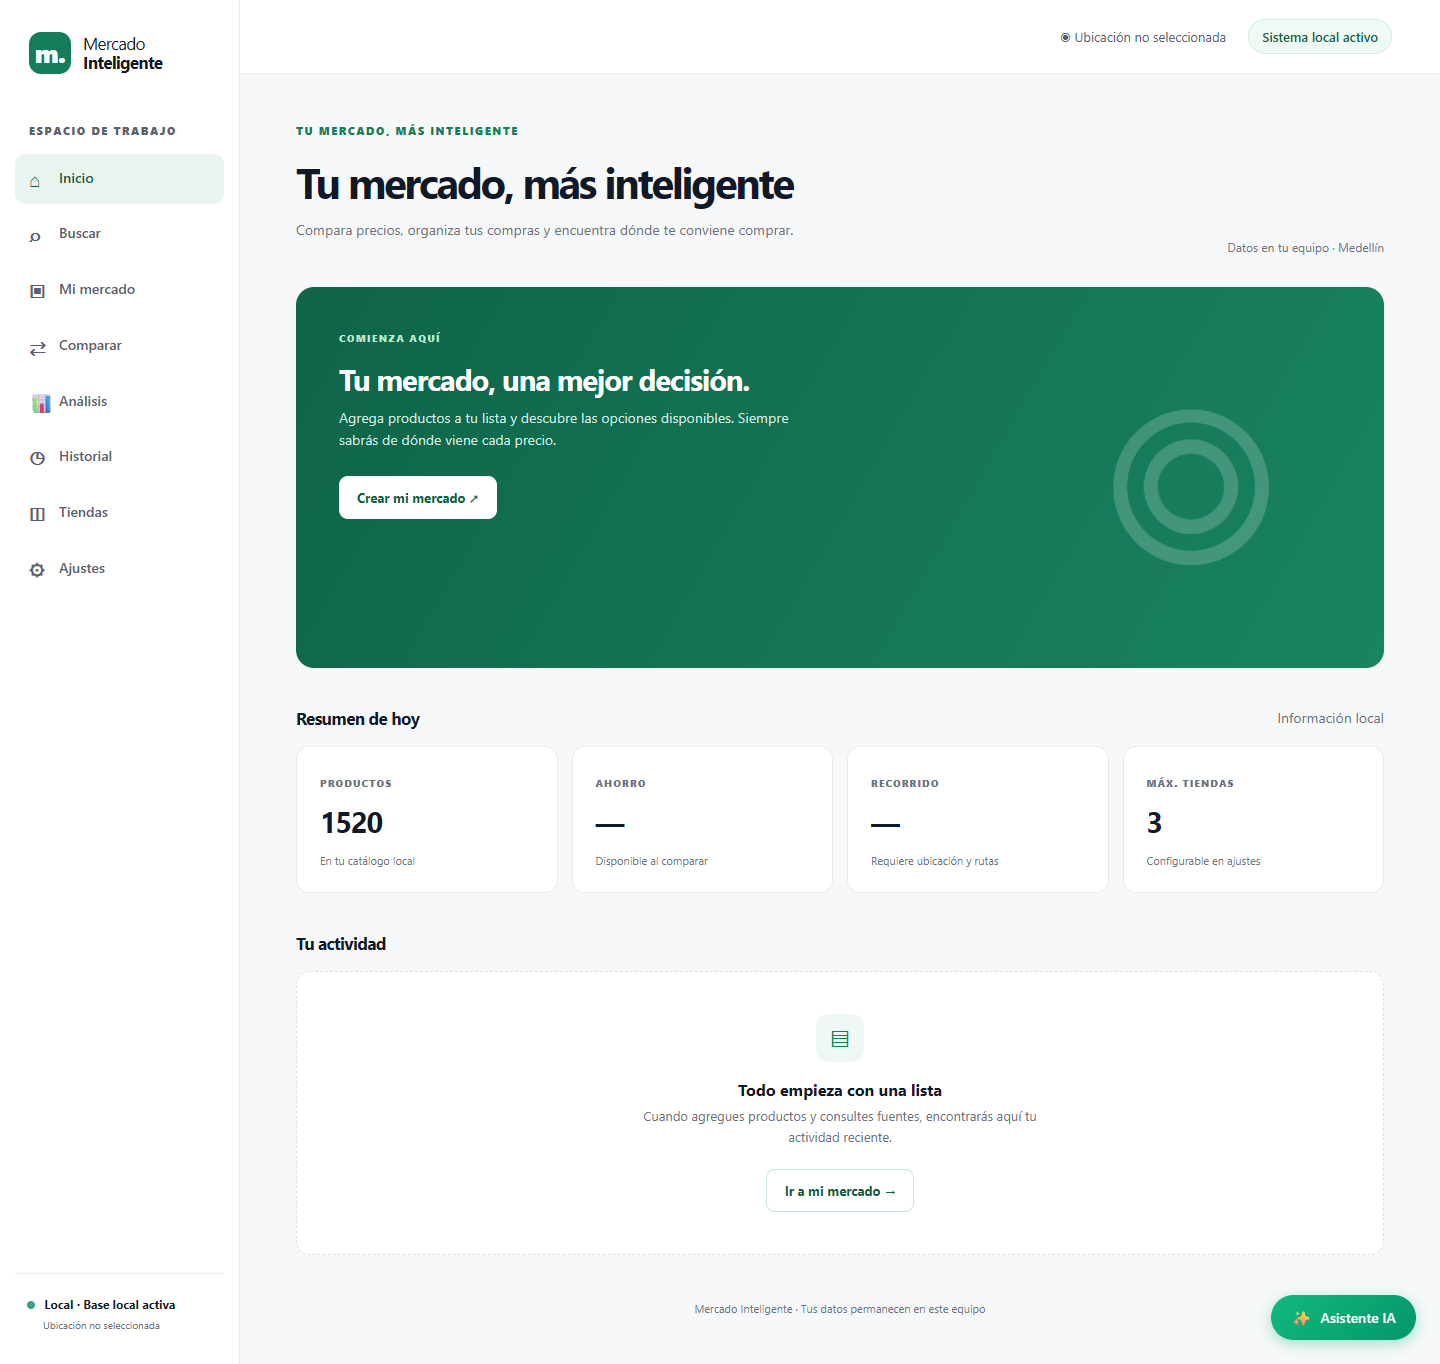 m.
Mercado
Inteligente
ESPACIO DE TRABAJO
Inicio
Buscar
Mi mercado
Comparar
Análisis
Historial
Tiendas
Ajustes
Local · Base local activa
Ubicación no seleccionada
Ubicación no seleccionada
Sistema local activo
TU MERCADO, MÁS INTELIGENTE
Tu mercado, más inteligente
Compara precios, organiza tus compras y encuentra dónde te conviene comprar.
Datos en tu equipo · Medellín
COMIENZA AQUÍ
Tu mercado, una mejor decisión.
Agrega productos a tu lista y descubre las opciones disponibles. Siempre
sabrás de dónde viene cada precio.
Crear mi mercado ↗
Resumen de hoy
Información local
PRODUCTOS
1520
En tu catálogo local
AHORRO
—
Disponible al comparar
RECORRIDO
—
Requiere ubicación y rutas
MÁX. TIENDAS
3
Configurable en ajustes
Tu actividad
Todo empieza con una lista
Cuando agregues productos y consultes fuentes, encontrarás aquí tu
actividad reciente.
Ir a mi mercado →
Mercado Inteligente · Tus datos permanecen en este equipo
✨ Asistente IA